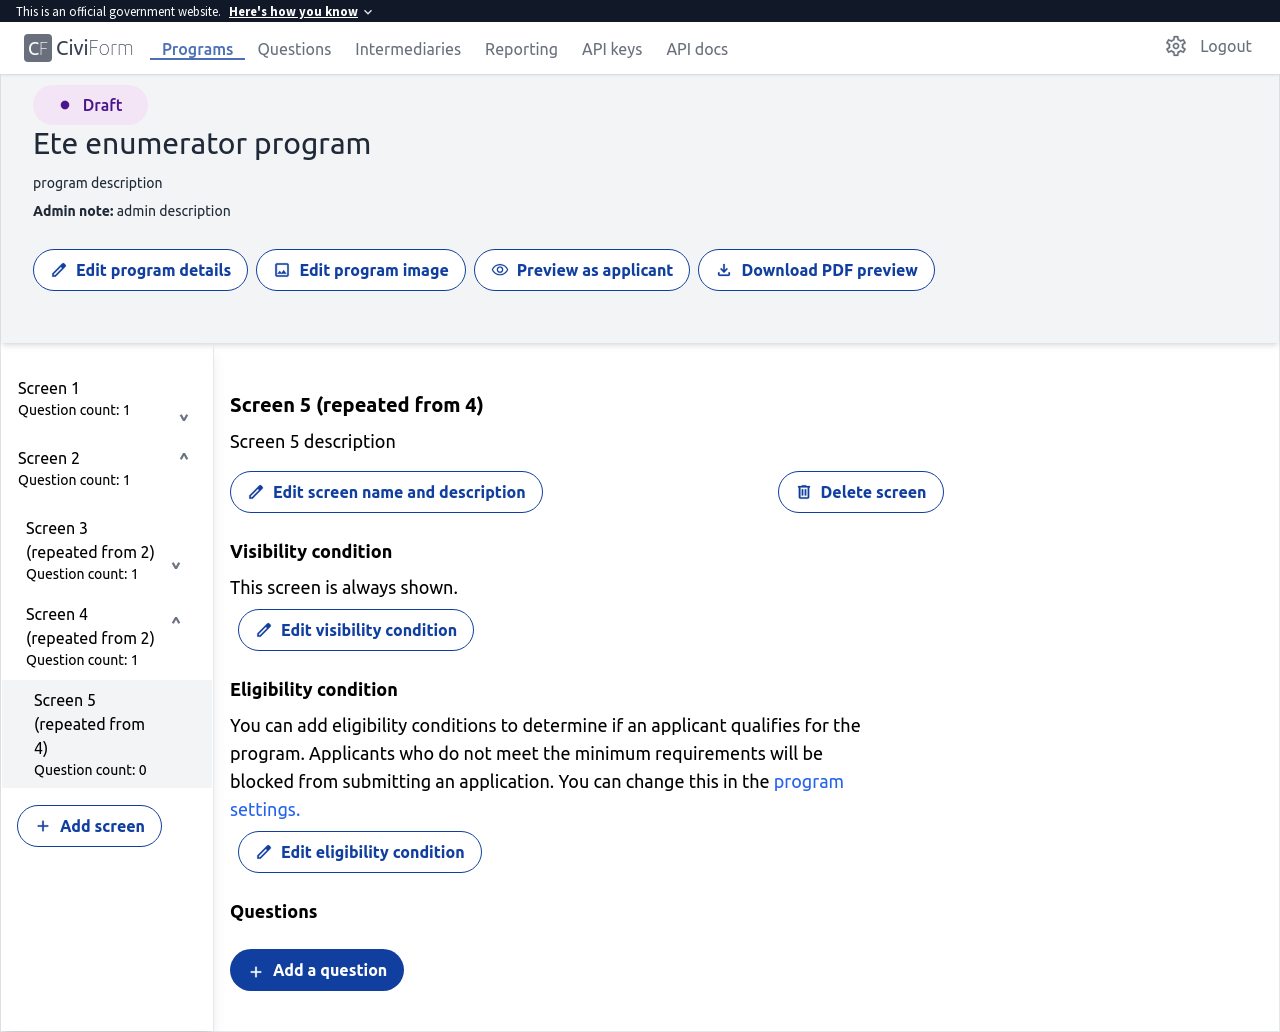 This is an official government website. Here's how you know
CF CiviForm Programs Questions Intermediaries Reporting API keys API docs Logout
Draft
Ete enumerator program
program description
Admin note: admin description
Edit program details Edit program image Preview as applicant Download PDF preview
Screen 1
Question count: 1
Screen 2
Question count: 1
Screen 3
(repeated from 2)
Question count: 1
Screen 4
(repeated from 2)
Question count: 1
Screen 5
(repeated from
4)
Question count: 0
Add screen
Screen 5 (repeated from 4)
Screen 5 description
Edit screen name and description Delete screen
Visibility condition
This screen is always shown.
Edit visibility condition
Eligibility condition
You can add eligibility conditions to determine if an applicant qualifies for the
program. Applicants who do not meet the minimum requirements will be
blocked from submitting an application. You can change this in the program
settings.
Edit eligibility condition
Questions
Add a question